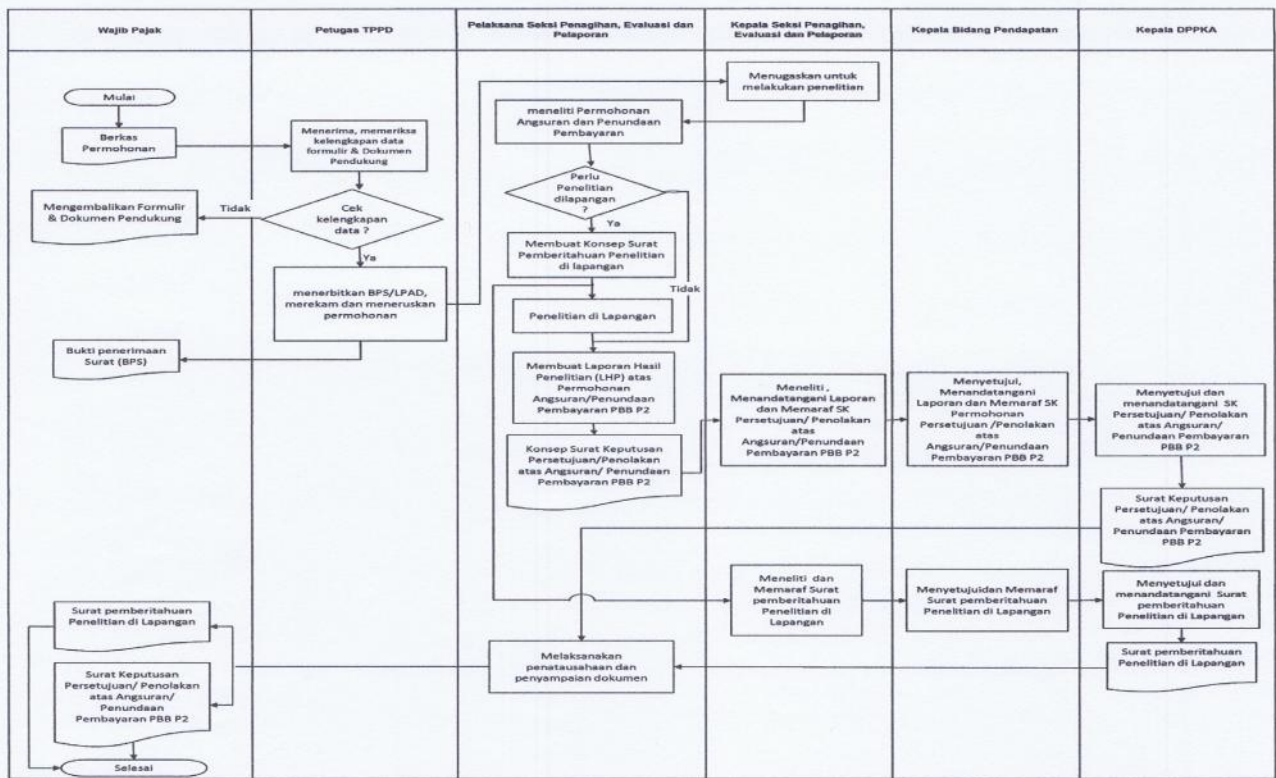 Wajib Pajak
Petugas TPPD
Pelaksana Seksi Penagihan, Evaluasi dan
Pelaporan
Kepala Seksi Penagihan,
Evaluasi dan Pelaporan
Kepala Bidang Pendapatan
Kepala DPPKA
Mulai
Berkas
Permohonan
Menerima, memeriksa
kelengkapan data
formulir & Dokumen
Pendukung
Mengembalikan Formulir
& Dokumen Pendukung
Tidak
Cek
kelengkapan
data ?
Ya
menerbitkan BPS/LPAD,
merekam dan meneruskan
permohonan
Bukti penerimaan
Surat (BPS)
Menugaskan untuk
melakukan penelitian
meneliti Permohonan
Angsuran dan Penundaan
Pembayaran
Perlu
Penelitian
dilapangan
?
Ya
Membuat Konsep Surat
Pemberitahuan Penelitian
di lapangan
Tidak
Penelitian di Lapangan
Membuat Laporan Hasil
Penelitian (LHP) atas
Permohonan
Angsuran/Penundaan
Pembayaran PBB P2
Konsep Surat Keputusan
Persetujuan/Penolakan
atas Angsuran/ Penundaan
Pembayaran PBB P2
Meneliti ,
Menandatangani Laporan
dan Memaraf SK
Persetujuan/ Penolakan
atas
Angsuran/Penundaan
Pembayaran PBB P2
Menyetujui,
Menandatangani
Laporan dan Memaraf SK
Permohonan
Persetujuan /Penolakan
atas
Angsuran/Penundaan
Pembayaran PBB P2
Menyetujui dan
menandatangani SK
Persetujuan/ Penolakan
atas Angsuran/
Penundaan Pembayaran
PBB P2
Surat Keputusan
Persetujuan/ Penolakan
atas Angsuran/
Penundaan Pembayaran
PBB P2
Meneliti dan
Memaraf Surat
pemberitahuan
Penelitian di
Lapangan
Menyetujuidan Memaraf
Surat pemberitahuan
Penelitian di Lapangan
Menyetujui dan
menandatangani Surat
pemberitahuan
Penelitian di Lapangan
Surat pemberitahuan
Penelitian di Lapangan
Melaksanakan
penatausahaan dan
penyampaian dokumen
Surat pemberitahuan
Penelitian di Lapangan
Surat Keputusan
Persetujuan/ Penolakan
atas Angsuran/
Penundaan
Pembayaran PBB P2
Selesai